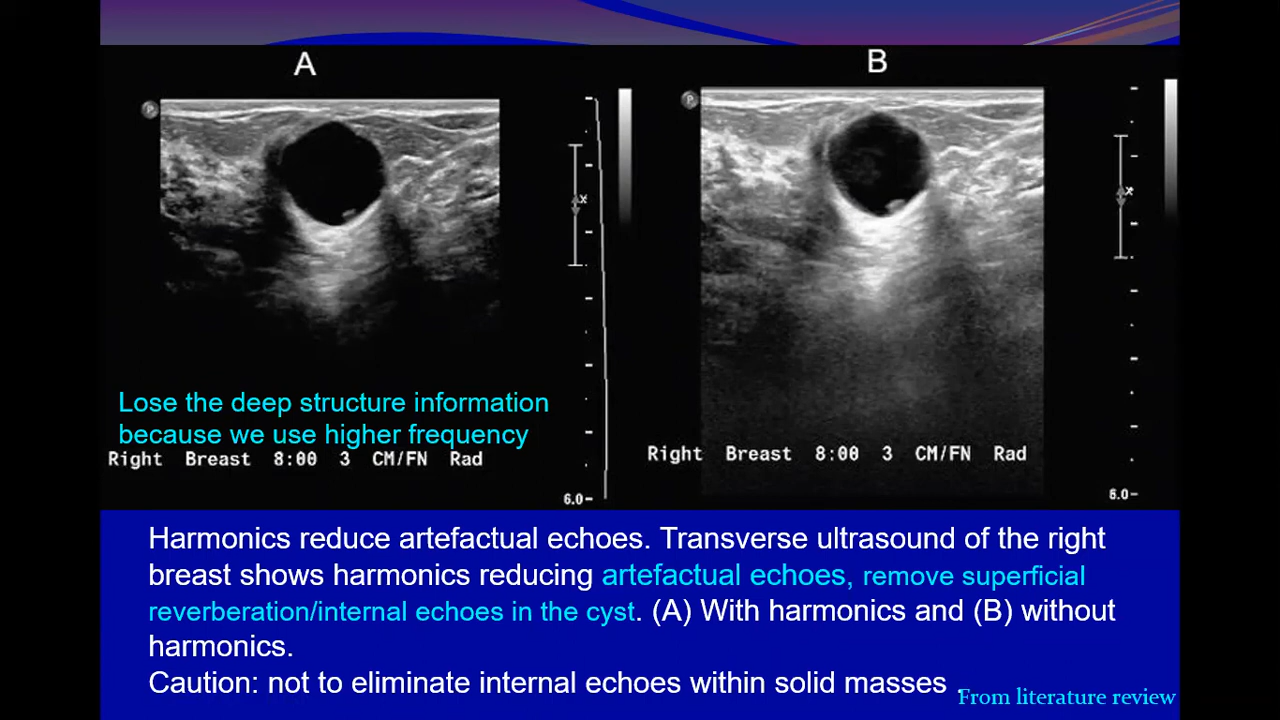 A
B
P
P
x
x
Lose the deep structure information
because we use higher frequency
Right Breast 8:00 3 CM/FN Rad
6.0
Right Breast 8:00 3 CM/FN Rad
6.0
Harmonics reduce artefactual echoes. Transverse ultrasound of the right
breast shows harmonics reducing artefactual echoes, remove superficial
reverberation/internal echoes in the cyst. (A) With harmonics and (B) without
harmonics.
Caution: not to eliminate internal echoes within solid masses .
From literature review